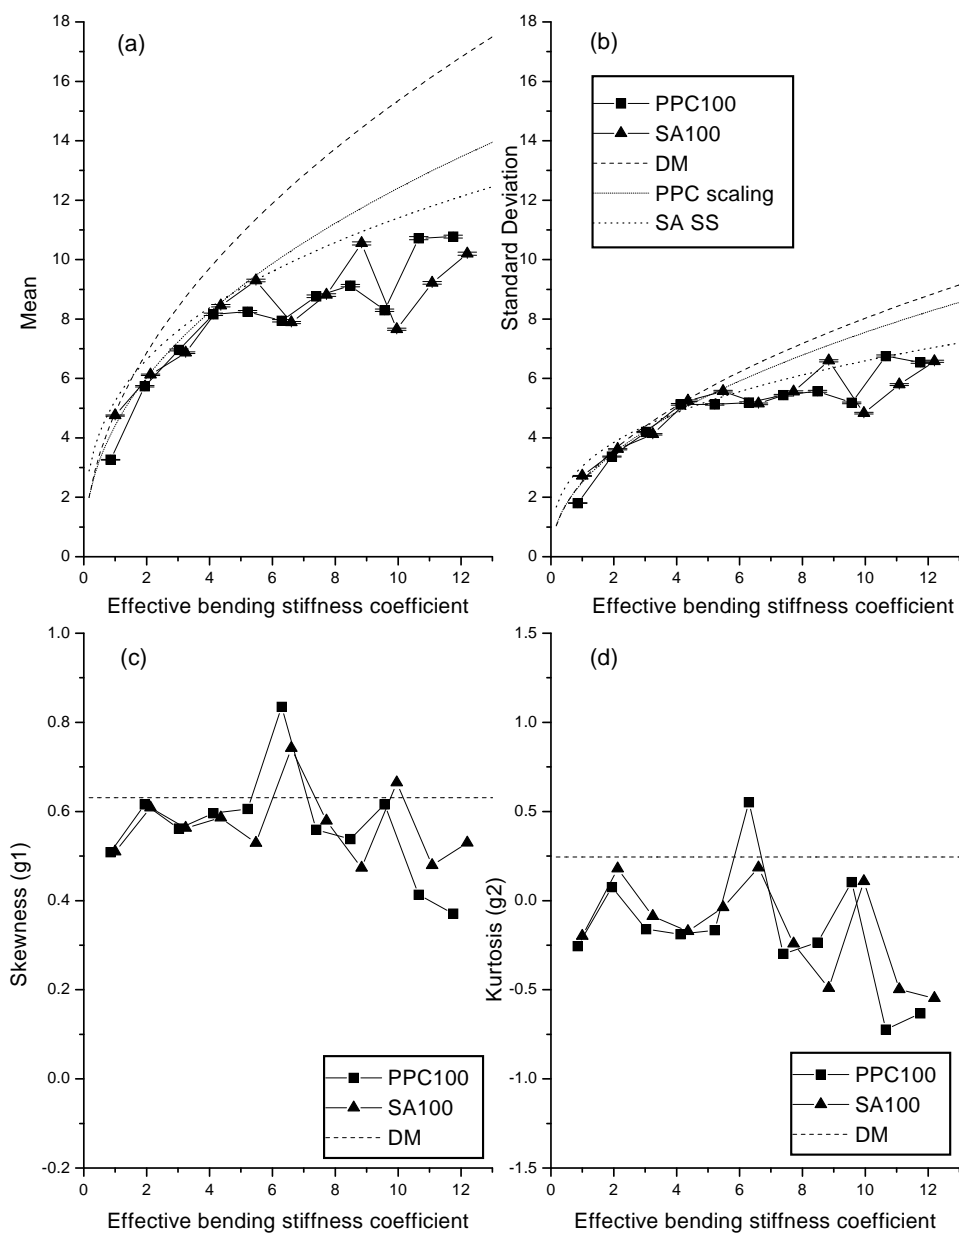 (a)
18
16
14
12
10
8
6
4
2
0
Mean
0 2 4 6 8 10 12
Effective bending stiffness coefficient
(b)
PPC100
SA100
DM
PPC scaling
SA SS
18
16
14
12
10
8
6
4
2
0
Standard Deviation
0 2 4 6 8 10 12
Effective bending stiffness coefficient
(c)
1.0
0.8
0.6
0.4
0.2
0.0
-0.2
Skewness (g1)
PPC100
SA100
DM
0 2 4 6 8 10 12
Effective bending stiffness coefficient
(d)
1.5
1.0
0.5
0.0
-0.5
-1.0
-1.5
Kurtosis (g2)
PPC100
SA100
DM
0 2 4 6 8 10 12
Effective bending stiffness coefficient